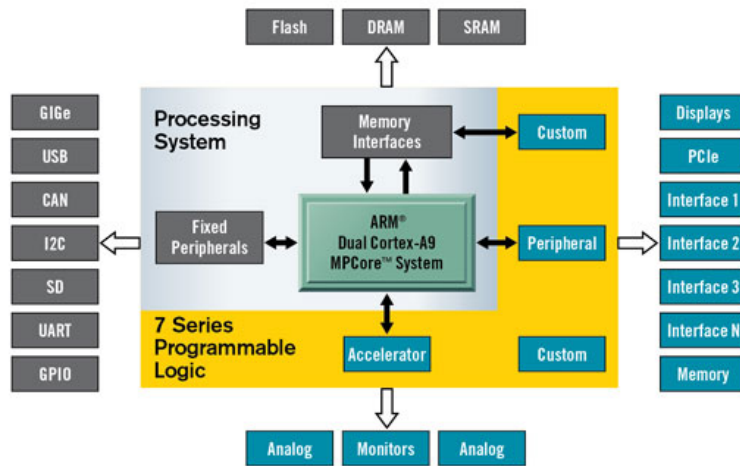 Flash
DRAM
SRAM
GIGe
USB
CAN
I2C
SD
UART
GPIO
Processing
System
Memory
Interfaces
Custom
Fixed
Peripherals
ARM®
Dual Cortex-A9
MPCore™ System
Peripheral
7 Series
Programmable
Logic
Accelerator
Custom
Displays
PCIe
Interface 1
Interface 2
Interface 3
Interface N
Memory
Analog
Monitors
Analog